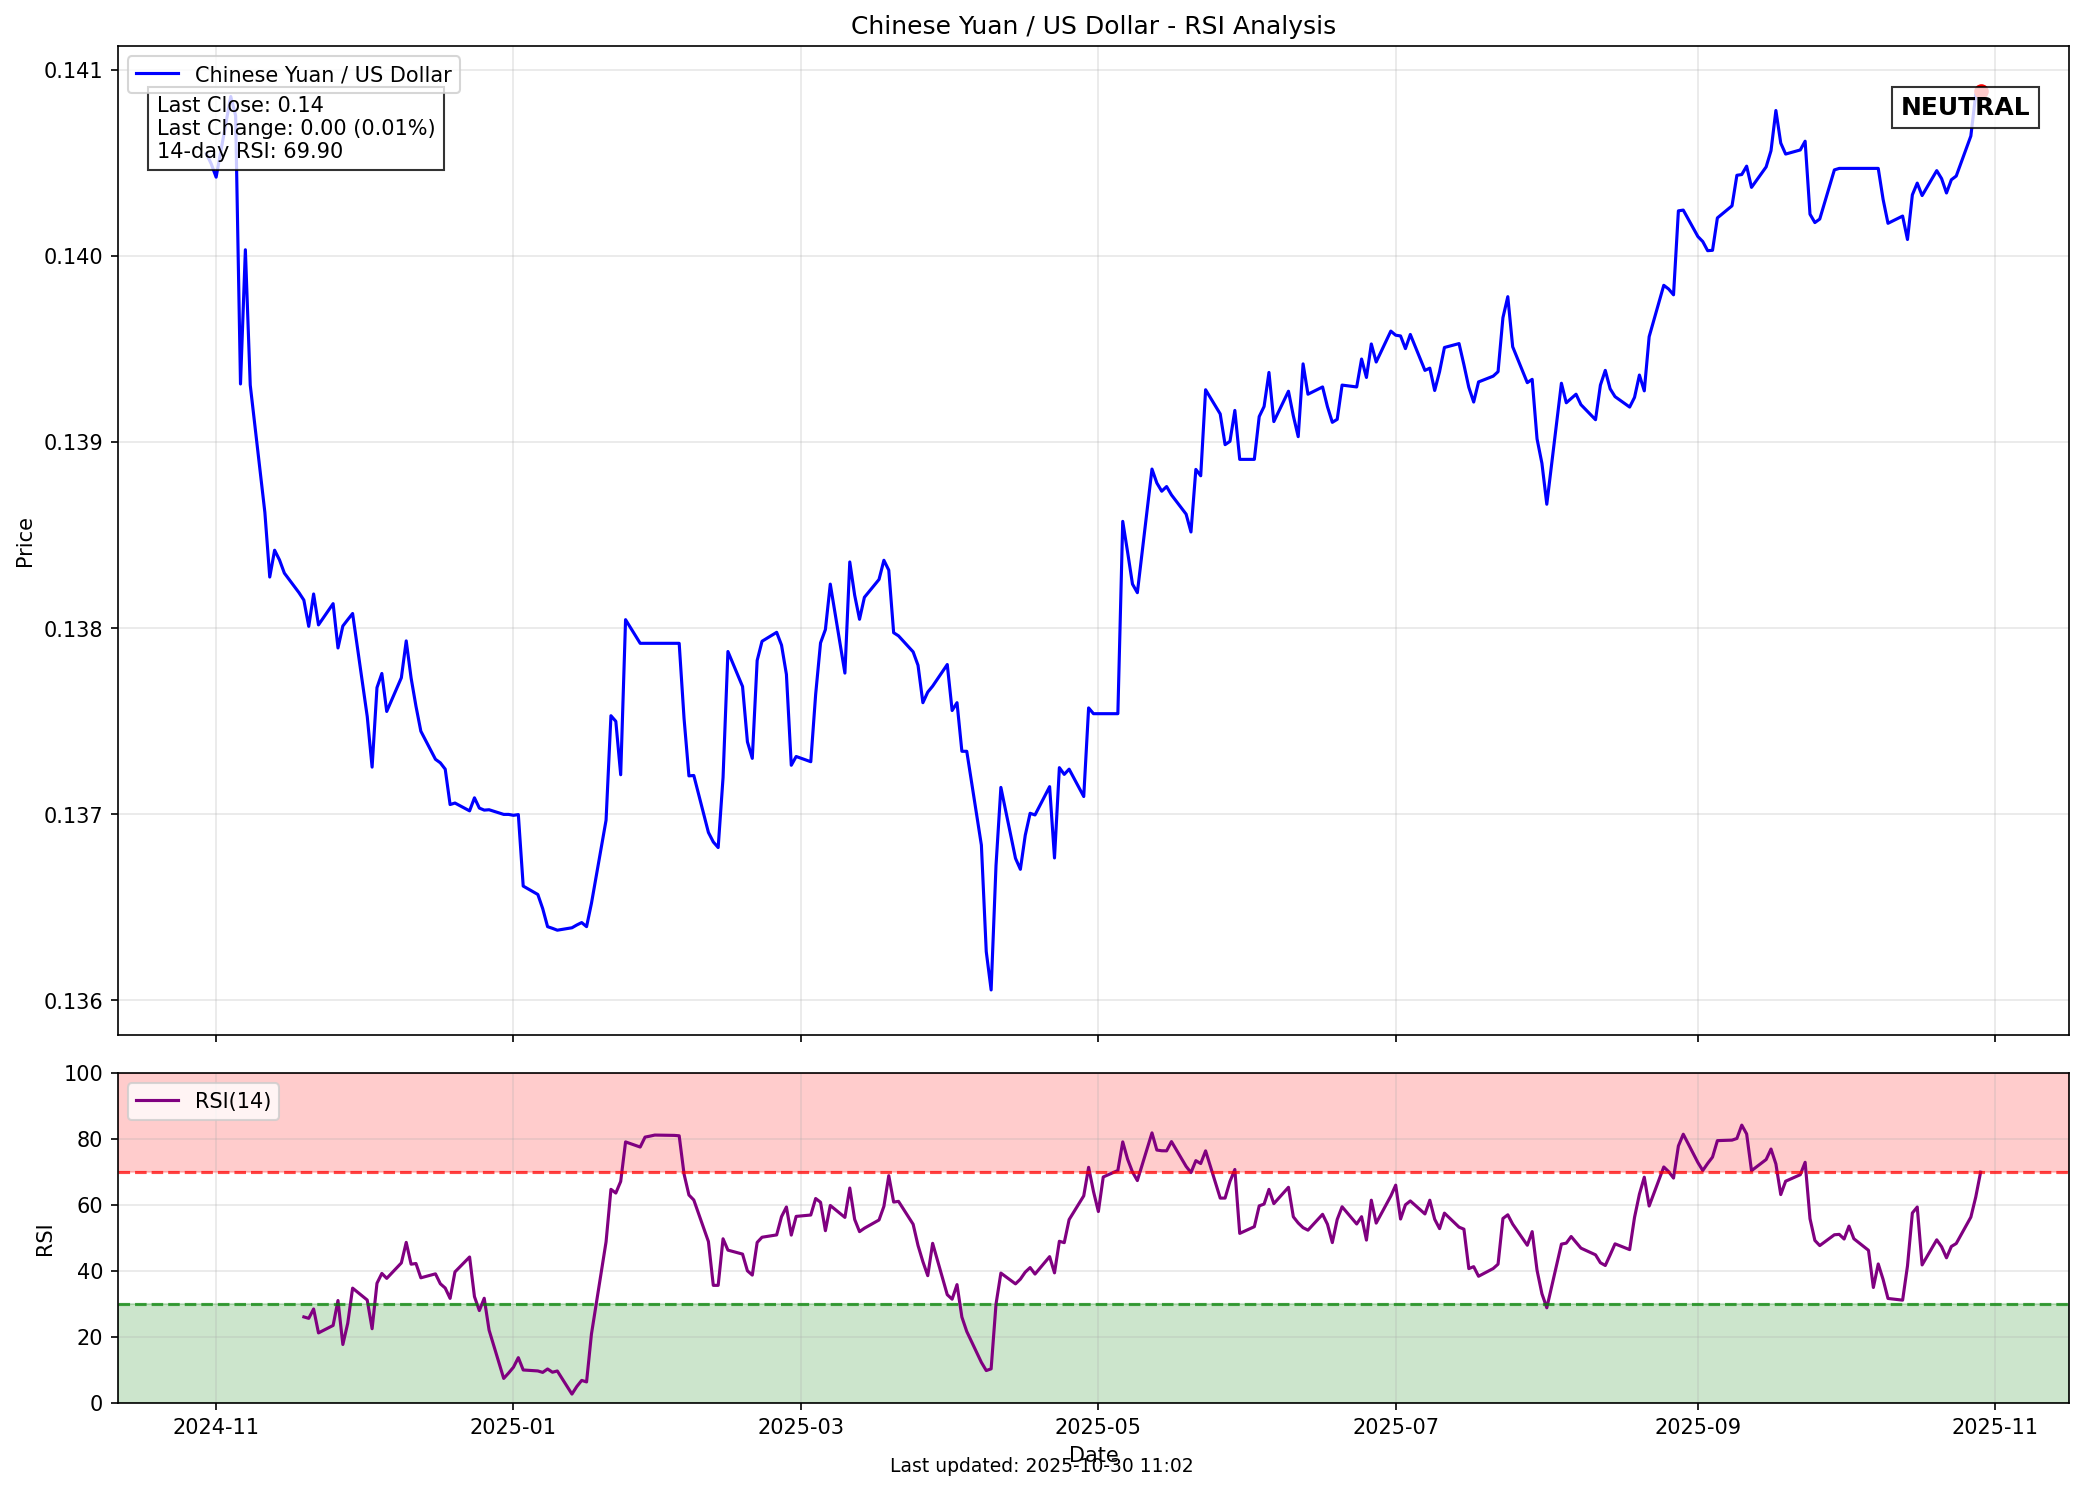 Chinese Yuan / US Dollar - RSI Analysis
Chinese Yuan / US Dollar
Last Close: 0.14
Last Change: 0.00 (0.01%)
14-day RSI: 69.90
NEUTRAL
Price
0.141
0.140
0.139
0.138
0.137
0.136
RSI(14)
RSI
100
80
60
40
20
0
2024-11
2025-01
2025-03
2025-05
2025-07
2025-09
2025-11
Date
Last updated: 2025-10-30 11:02